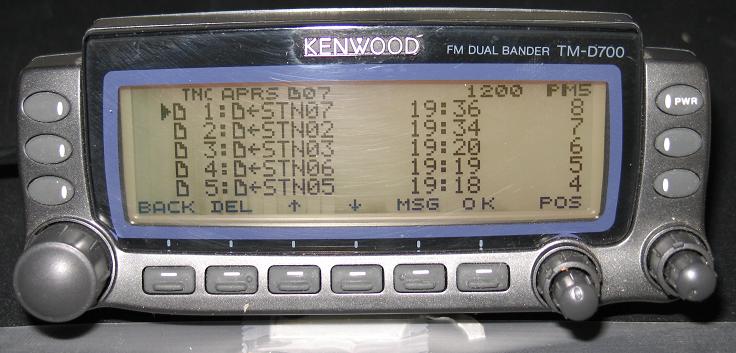 KENWOOD FM DUAL BANDER TM-D700
TNC APRS 07 1200 PM5
1:←STN07 19:36 8
2:←STN02 19:34 7
3:←STN03 19:20 6
4:←STN06 19:19 5
5:←STN05 19:18 4
BACK DEL ↑ ↓ MSG OK POS
PWR